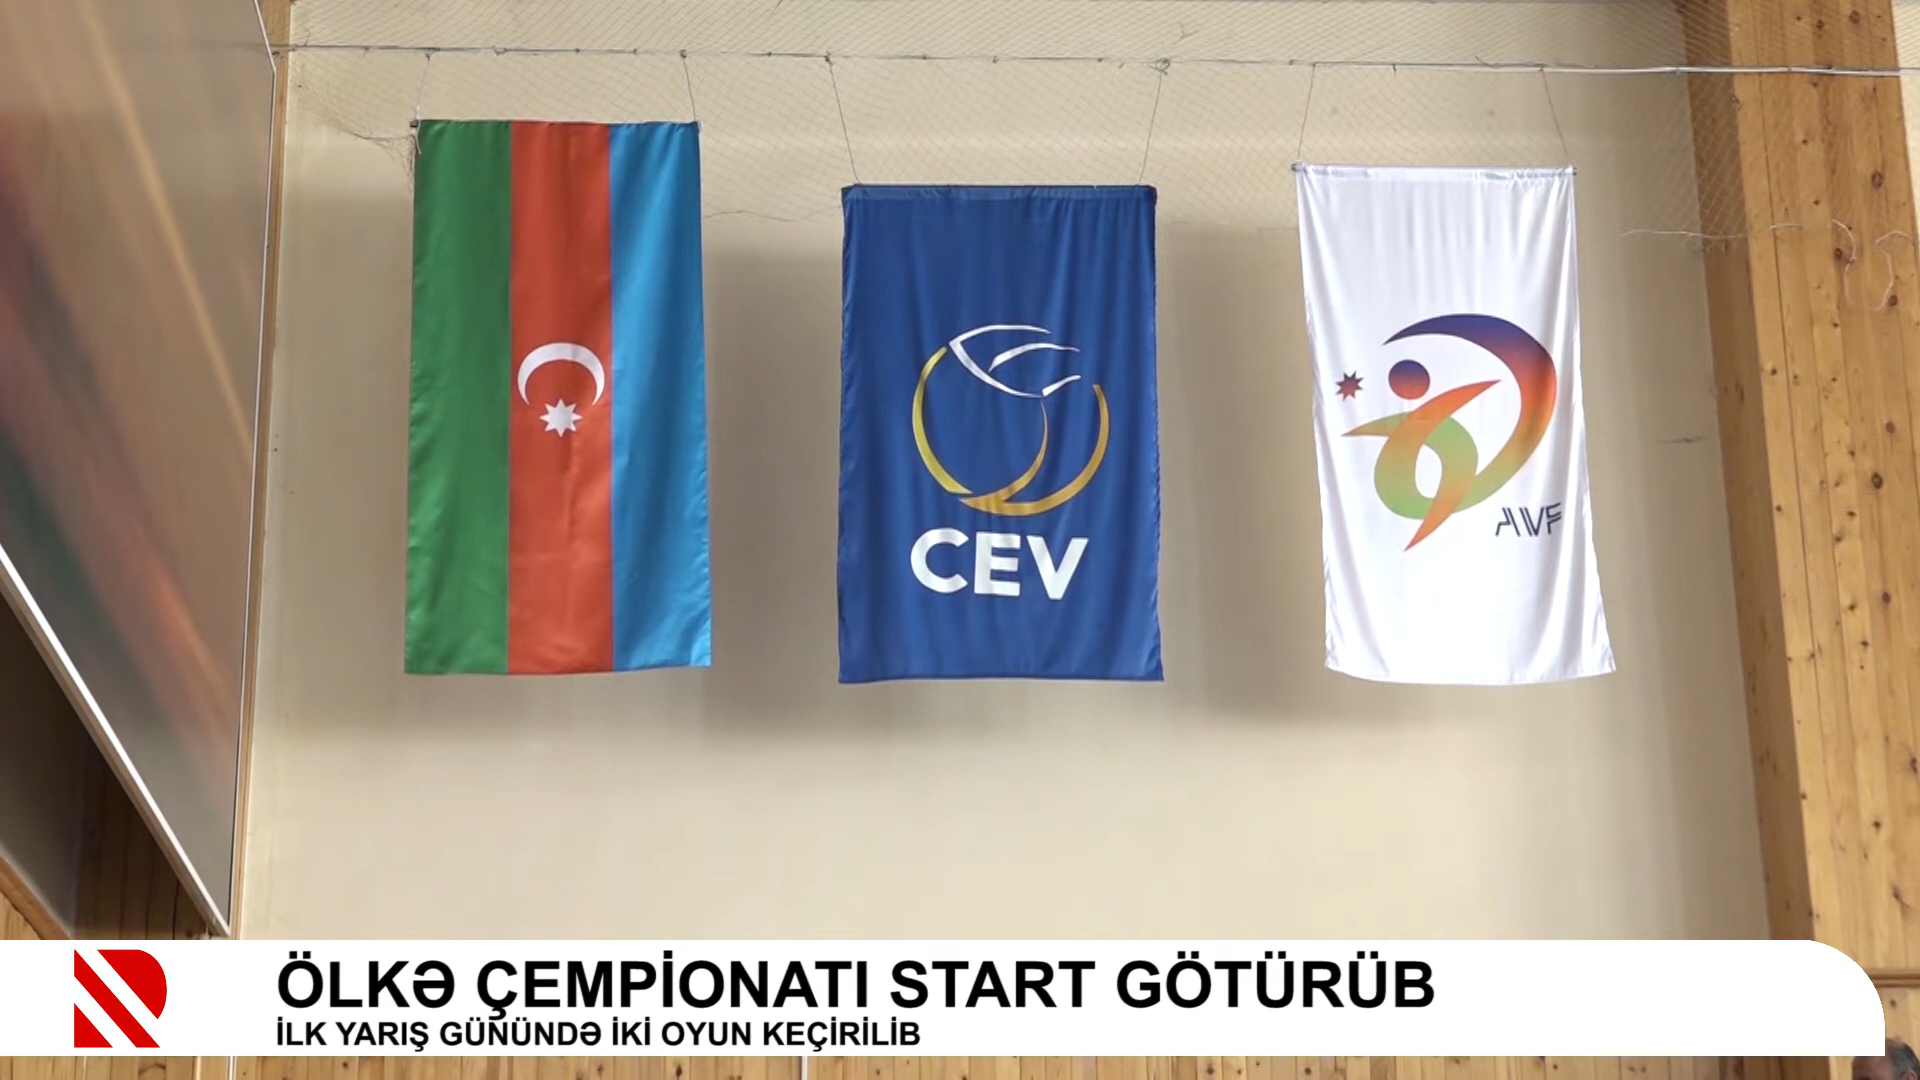 CEV
AVF
ÖLKƏ ÇEMPİONATI START GÖTÜRÜB
İLK YARIŞ GÜNÜNDƏ İKİ OYUN KEÇİRİLİB